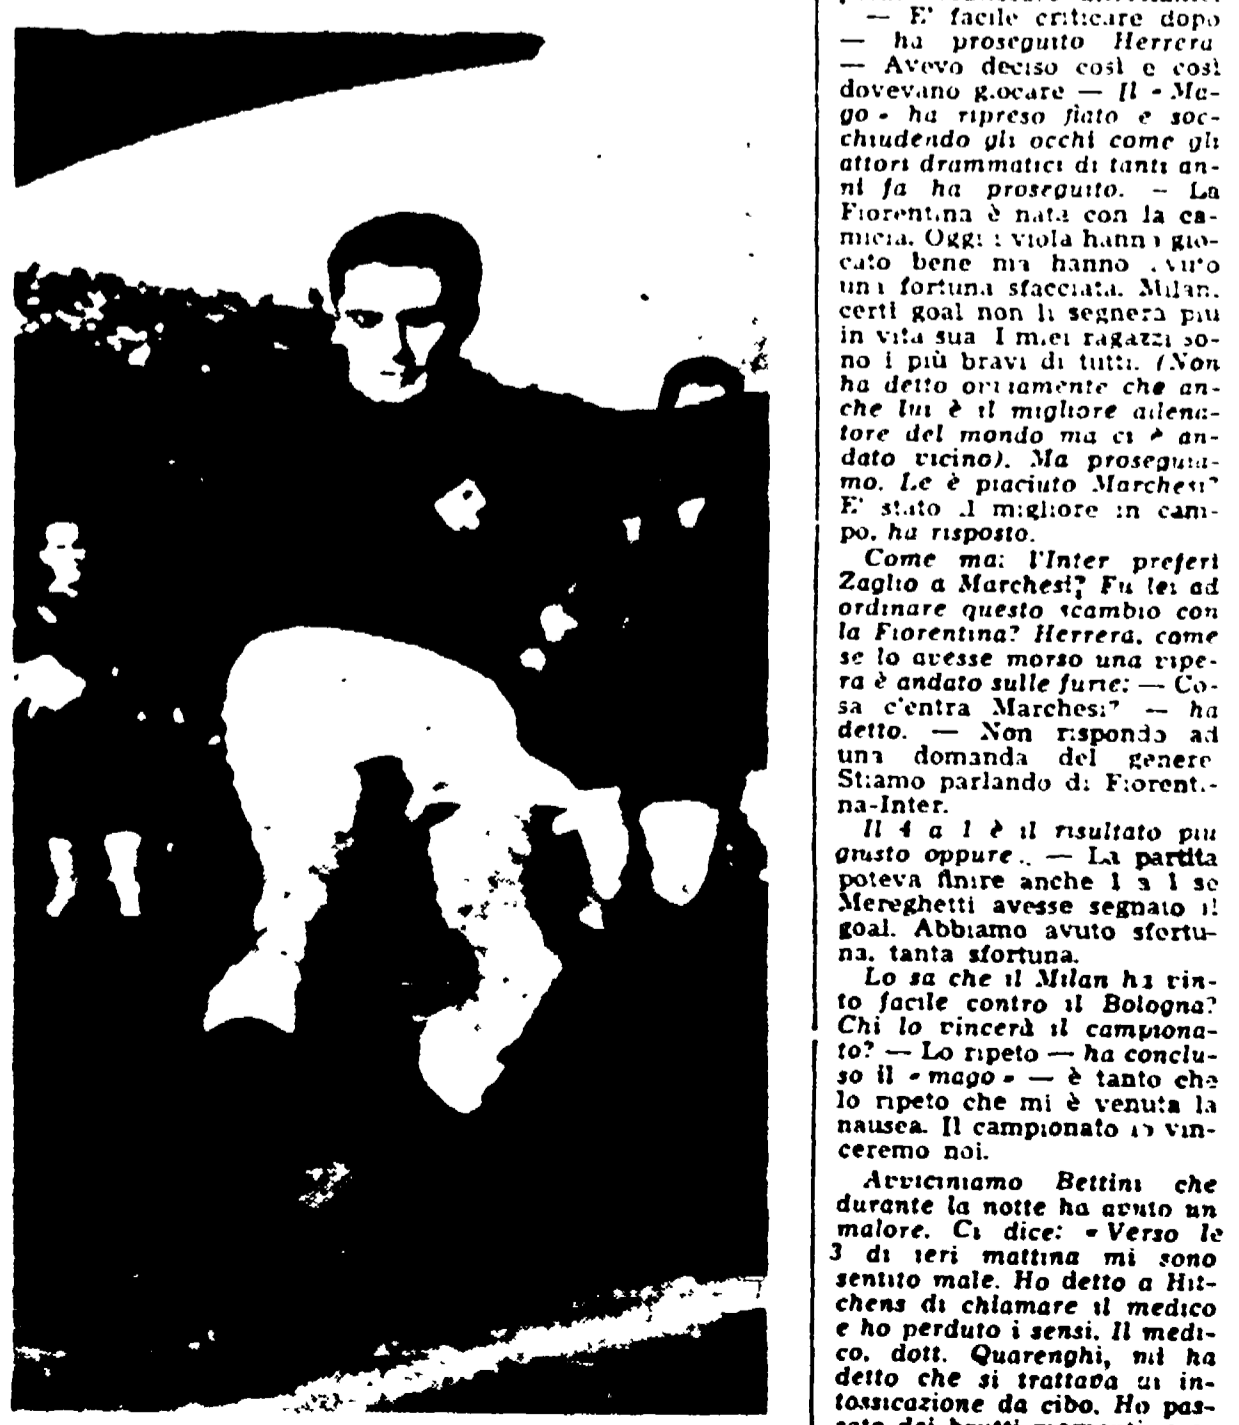 — E' facile criticare dopo
— ha proseguito Herrera
— Avevo deciso così e così
dovevano giocare — Il « Ma-
go » ha ripreso fiato e soc-
chiudendo gli occhi come gli
attori drammatici di tanti an-
ni fa ha proseguito. — La
Fiorentina è nata con la ca-
micia. Oggi i viola hanno gio-
cato bene ma hanno avuto
una fortuna sfacciata. Milan,
certi goal non li segnerà più
in vita sua I miei ragazzi so-
no i più bravi di tutti. (Non
ha detto ovviamente che an-
che lui è il migliore allena-
tore del mondo ma ci è an-
dato vicino). Ma proseguia-
mo. Le è piaciuto Marchesi?
E' stato il migliore in cam-
po, ha risposto.
Come mai l'Inter preferì
Zaglio a Marchesi? Fu lei ad
ordinare questo scambio con
la Fiorentina? Herrera, come
se lo avesse morso una vipe-
ra è andato sulle furie: — Co-
sa c'entra Marchesi? — ha
detto. — Non rispondo ad
una domanda del genere
Stiamo parlando di Fiorenti-
na-Inter.
Il 4 a 1 è il risultato più
giusto oppure.. — La partita
poteva finire anche 1 a 1 se
Mereghetti avesse segnato il
goal. Abbiamo avuto sfortu-
na, tanta sfortuna.
Lo sa che il Milan ha vin-
to facile contro il Bologna?
Chi lo vincerà il campiona-
to? — Lo ripeto — ha conclu-
so il « mago » — è tanto che
lo ripeto che mi è venuta la
nausea. Il campionato lo vin-
ceremo noi.
Avviciniamo Bettini che
durante la notte ha avuto un
malore. Ci dice: « Verso le
3 di ieri mattina mi sono
sentito male. Ho detto a Hit-
chens di chiamare il medico
e ho perduto i sensi. Il medi-
co, dott. Quarenghi, mi ha
detto che si trattava di in-
tossicazione da cibo. Ho pas-